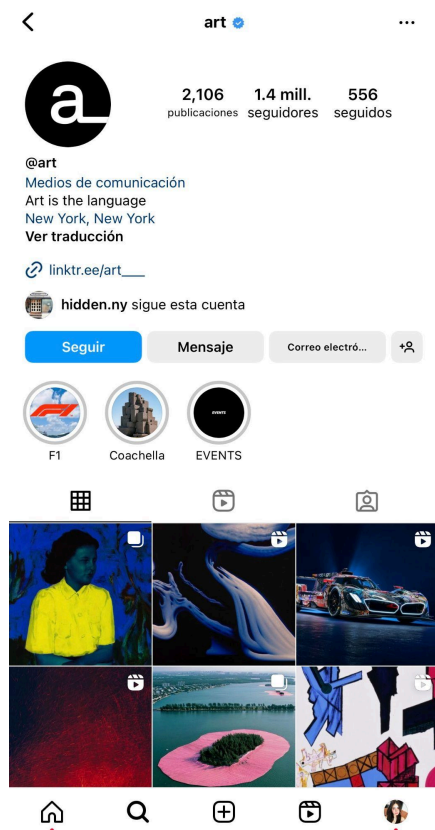 art
a_
2,106 1.4 mill. 556
publicaciones seguidores seguidos
@art
Medios de comunicación
Art is the language
New York, New York
Ver traducción
linktr.ee/art___
hidden.ny sigue esta cuenta
Seguir Mensaje Correo electró...
EVENTS
F1 Coachella EVENTS